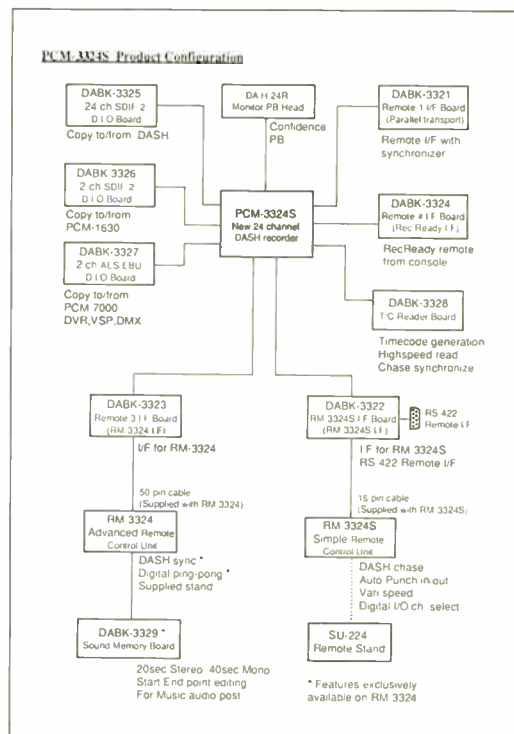 PCM-3324S Product Configuration
DABK-3325
24 ch SDIF 2
D I O Board
Copy to/from DASH
DABK 3326
2 ch SDIF 2
D I O Board
Copy to/from
PCM-1630
DABK-3327
2 ch AES EBU
D I O Board
Copy to/from
PCM 7000
DVR,VSP,DMX
DA H 24R
Monitor PB Head
Confidence
PB
PCM-3324S
New 24 channel
DASH recorder
DABK-3321
Remote 1 I/F Board
(Parallel transport)
Remote I/F with
synchronizer
DABK-3324
Remote 4 I F Board
(Rec Ready I F)
RecReady remote
from console
DABK-3328
T/C Reader Board
Timecode generation
Highspeed read
Chase synchronize
DABK-3323
Remote 3 I F Board
(RM 3324 I F)
I/F for RM-3324
50 pin cable
(Supplied with RM 3324)
RM 3324
Advanced Remote
Control Unit
DASH sync *
Digital ping-pong *
Supplied stand
DABK-3329 *
Sound Memory Board
20sec Stereo 40sec Mono
Start End point editing
For Music audio post
DABK-3322
RM 3324S I F Board
(RM 3324S I F)
RS 422
Remote I F
I F for RM 3324S
RS 422 Remote I/F
15 pin cable
(Supplied with RM 3324S)
RM 3324S
Simple Remote
Control Unit
DASH chase
Auto Punch in out
Vari speed
Digital I/O ch select
SU-224
Remote Stand
* Features exclusively
available on RM 3324